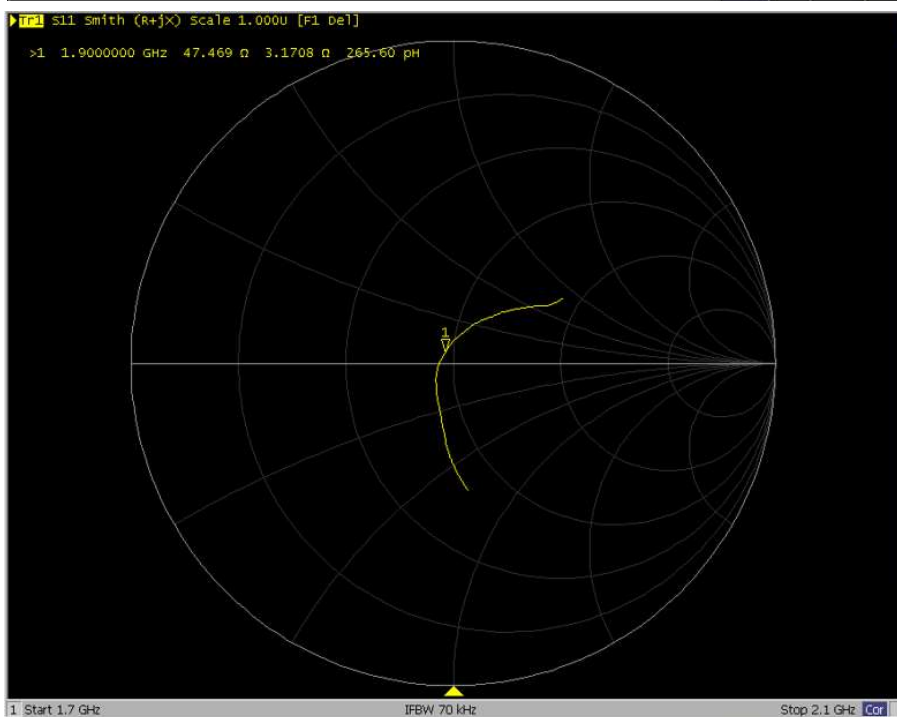 Tr1 S11 Smith (R+jX) Scale 1.000U [F1 Del]
>1 1.9000000 GHz 47.469 Ω 3.1708 Ω 265.60 pH
1
1 Start 1.7 GHz IFBW 70 kHz Stop 2.1 GHz Cor